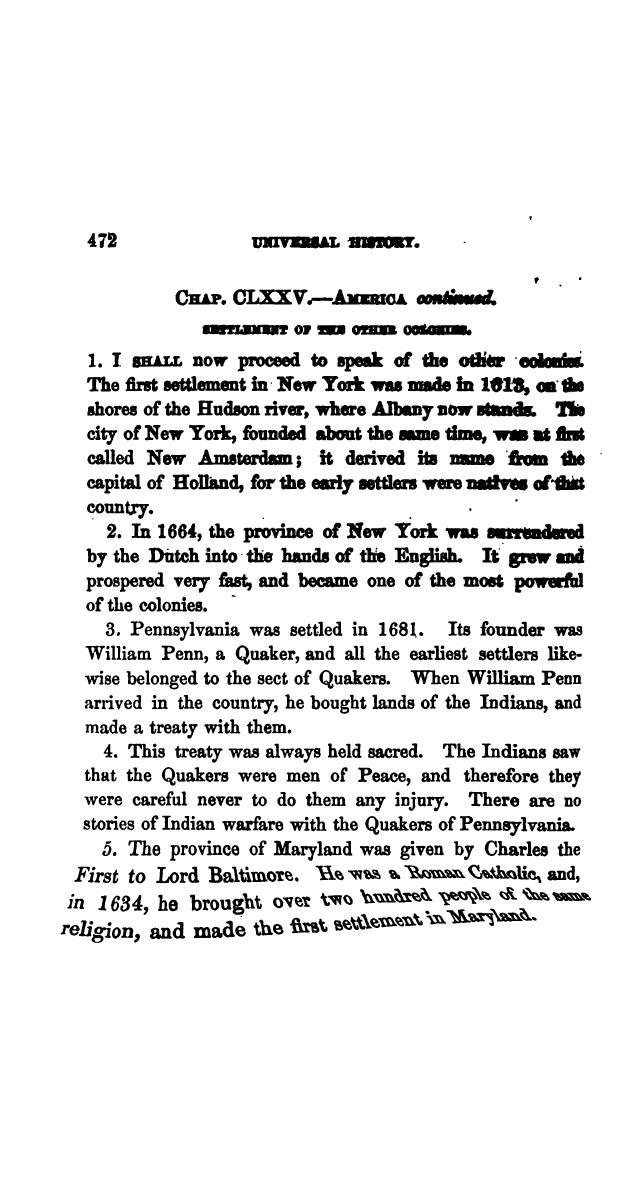 472 UNIVERSAL HISTORY.
CHAP. CLXXV.—AMERICA continued.
SETTLEMENT OF THE OTHER COLONIES.
1. I SHALL now proceed to speak of the other colonies.
The first settlement in New York was made in 1613, on the
shores of the Hudson river, where Albany now stands. The
city of New York, founded about the same time, was at first
called New Amsterdam; it derived its name from the
capital of Holland, for the early settlers were natives of that
country.
2. In 1664, the province of New York was surrendered
by the Dutch into the hands of the English. It grew and
prospered very fast, and became one of the most powerful
of the colonies.
3. Pennsylvania was settled in 1681. Its founder was
William Penn, a Quaker, and all the earliest settlers like-
wise belonged to the sect of Quakers. When William Penn
arrived in the country, he bought lands of the Indians, and
made a treaty with them.
4. This treaty was always held sacred. The Indians saw
that the Quakers were men of Peace, and therefore they
were careful never to do them any injury. There are no
stories of Indian warfare with the Quakers of Pennsylvania.
5. The province of Maryland was given by Charles the
First to Lord Baltimore. He was a Roman Catholic, and,
in 1634, he brought over two hundred people of the same
religion, and made the first settlement in Maryland.